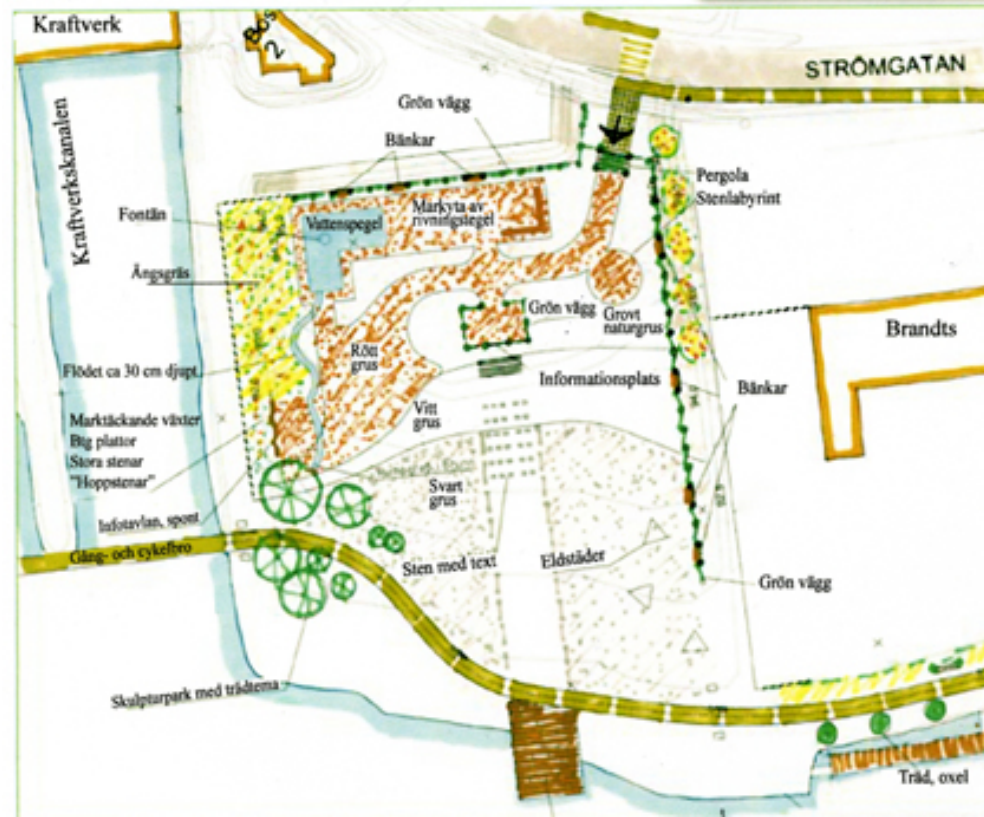 Kraftverk
Bos
2
STRÖMGATAN
Kraftverkskanalen
Grön vägg
Bänkar
Pergola
Stenlabyrint
Fontän
Vattenspegel
Markyta av
rivningstegel
Ängsgräs
Grön vägg
Grovt
naturgrus
Brandts
Rött
grus
Flödet ca 30 cm djupt
Informationsplats
Bänkar
Marktäckande växter
Big plattor
Stora stenar
"Hoppstenar"
Vitt
grus
Svart
grus
Infotavlan, spont
Gång- och cykelbro
Sten med text
Eldstäder
Grön vägg
Skulpturpark med trädtema
Träd, oxel